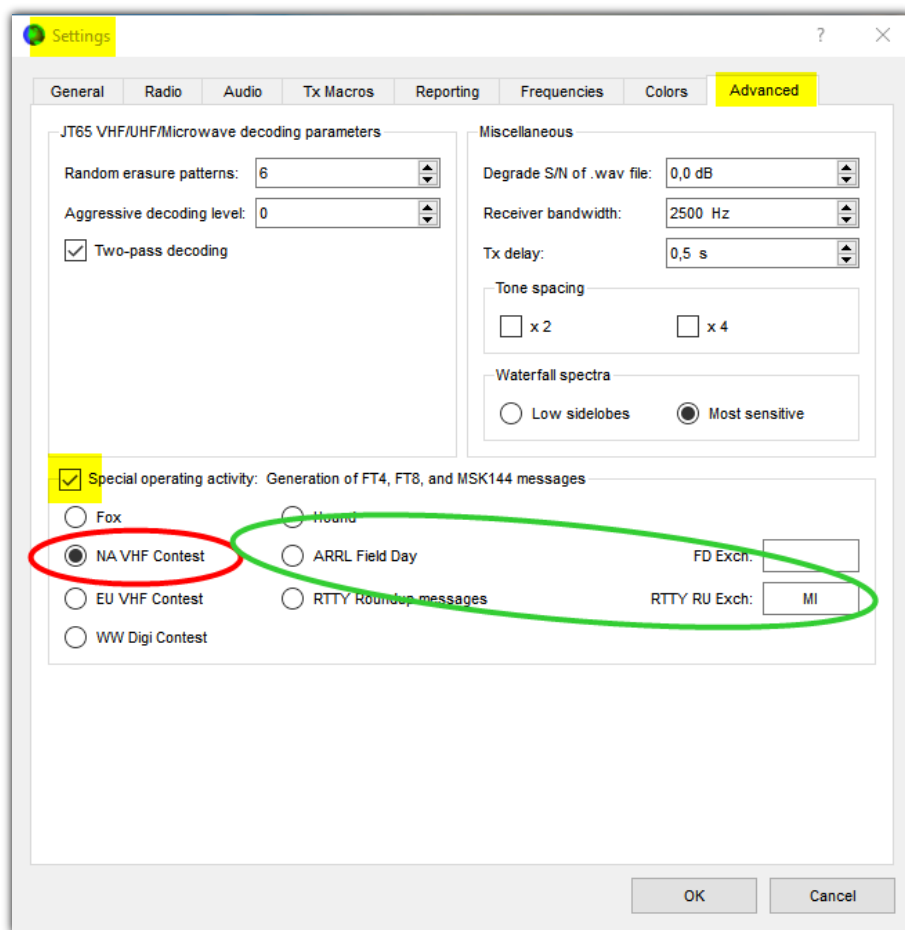 Settings
General Radio Audio Tx Macros Reporting Frequencies Colors Advanced
JT65 VHF/UHF/Microwave decoding parameters
Random erasure patterns: 6
Aggressive decoding level: 0
Two-pass decoding
Miscellaneous
Degrade S/N of .wav file: 0,0 dB
Receiver bandwidth: 2500 Hz
Tx delay: 0,5 s
Tone spacing
x 2 x 4
Waterfall spectra
Low sidelobes Most sensitive
Special operating activity: Generation of FT4, FT8, and MSK144 messages
Fox Hound
NA VHF Contest ARRL Field Day FD Exch:
EU VHF Contest RTTY Roundup messages RTTY RU Exch: MI
WW Digi Contest
OK Cancel